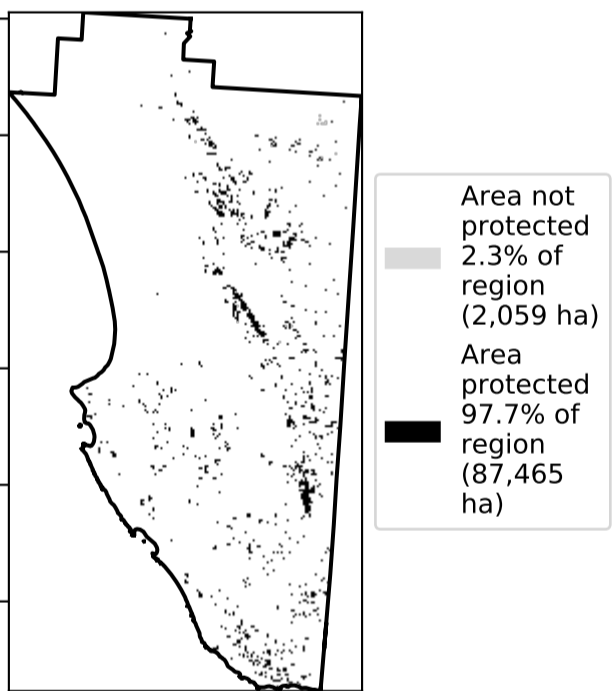 Area not
protected
2.3% of
region
(2,059 ha)
Area
protected
97.7% of
region
(87,465
ha)